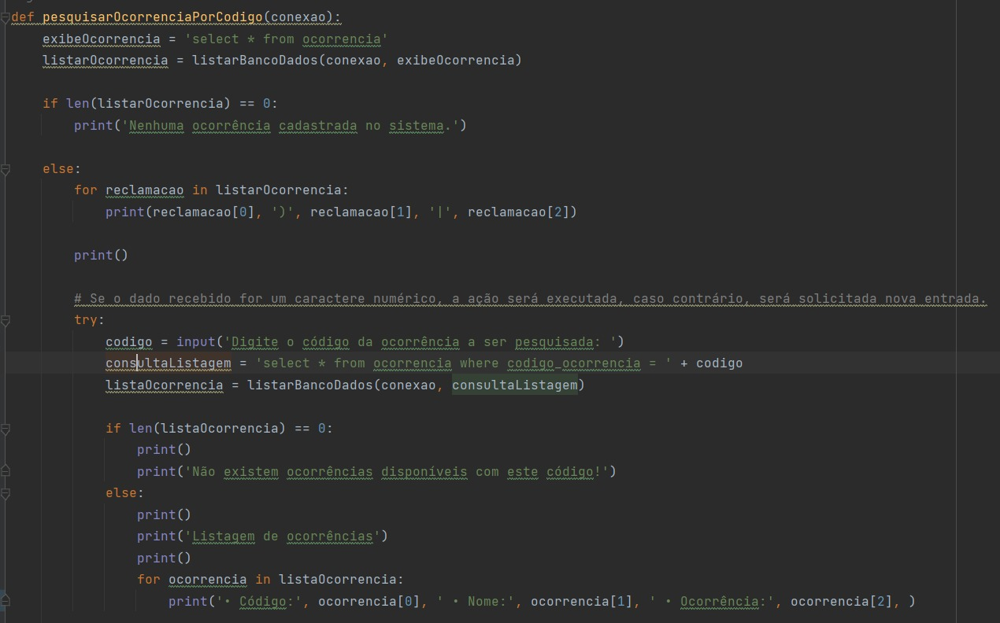 def pesquisarOcorrenciaPorCodigo(conexao):
    exibeOcorrencia = 'select * from ocorrencia'
    listarOcorrencia = listarBancoDados(conexao, exibeOcorrencia)
    if len(listarOcorrencia) == 0:
        print('Nenhuma ocorrência cadastrada no sistema.')
    else:
        for reclamacao in listarOcorrencia:
            print(reclamacao[0], ')', reclamacao[1], '|', reclamacao[2])
        print()
        # Se o dado recebido for um caractere numérico, a ação será executada, caso contrário, será solicitada nova entrada.
        try:
            codigo = input('Digite o código da ocorrência a ser pesquisada: ')
            consultaListagem = 'select * from ocorrencia where codigo_ocorrencia = ' + codigo
            listaOcorrencia = listarBancoDados(conexao, consultaListagem)
            if len(listaOcorrencia) == 0:
                print()
                print('Não existem ocorrências disponíveis com este código!')
            else:
                print()
                print('Listagem de ocorrências')
                print()
                for ocorrencia in listaOcorrencia:
                    print('• Código:', ocorrencia[0], ' • Nome:', ocorrencia[1], ' • Ocorrência:', ocorrencia[2], )